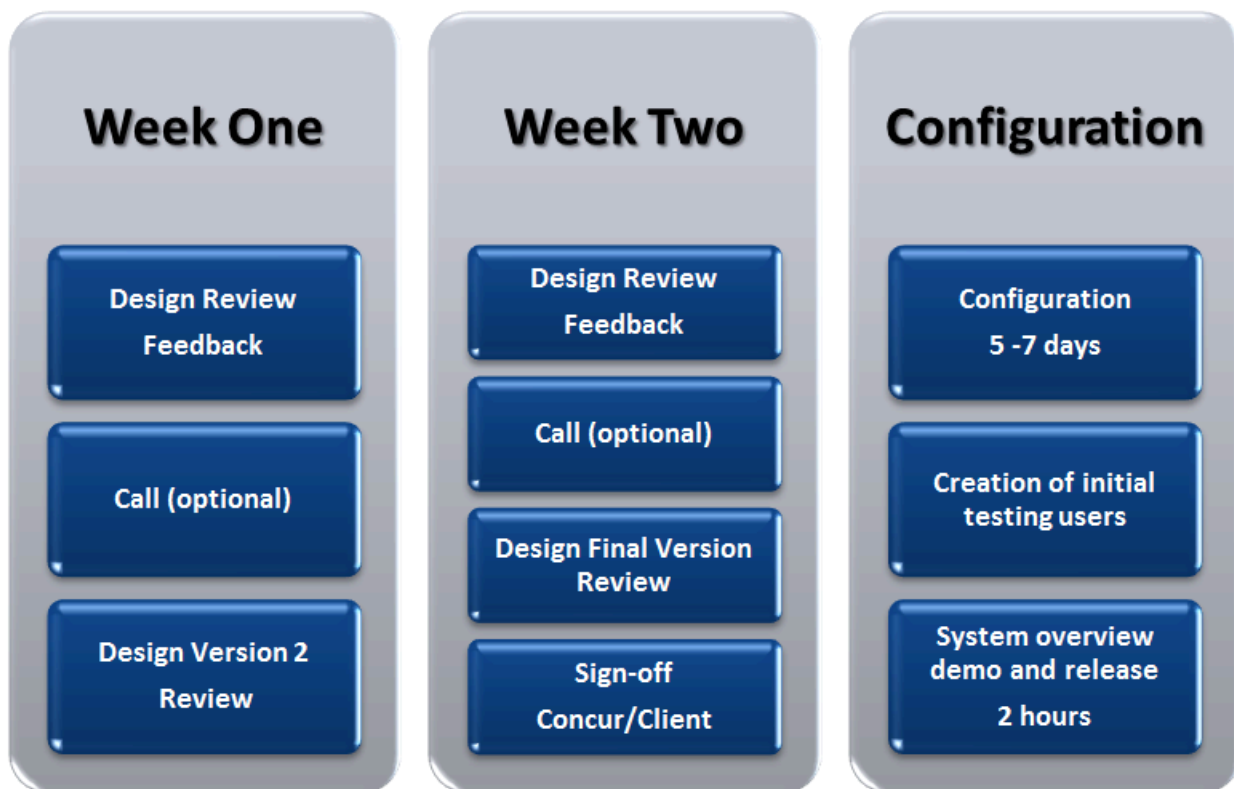 Week One
Design Review
Feedback
Call (optional)
Design Version 2
Review
Week Two
Design Review
Feedback
Call (optional)
Design Final Version
Review
Sign-off
Concur/Client
Configuration
Configuration
5 -7 days
Creation of initial
testing users
System overview
demo and release
2 hours